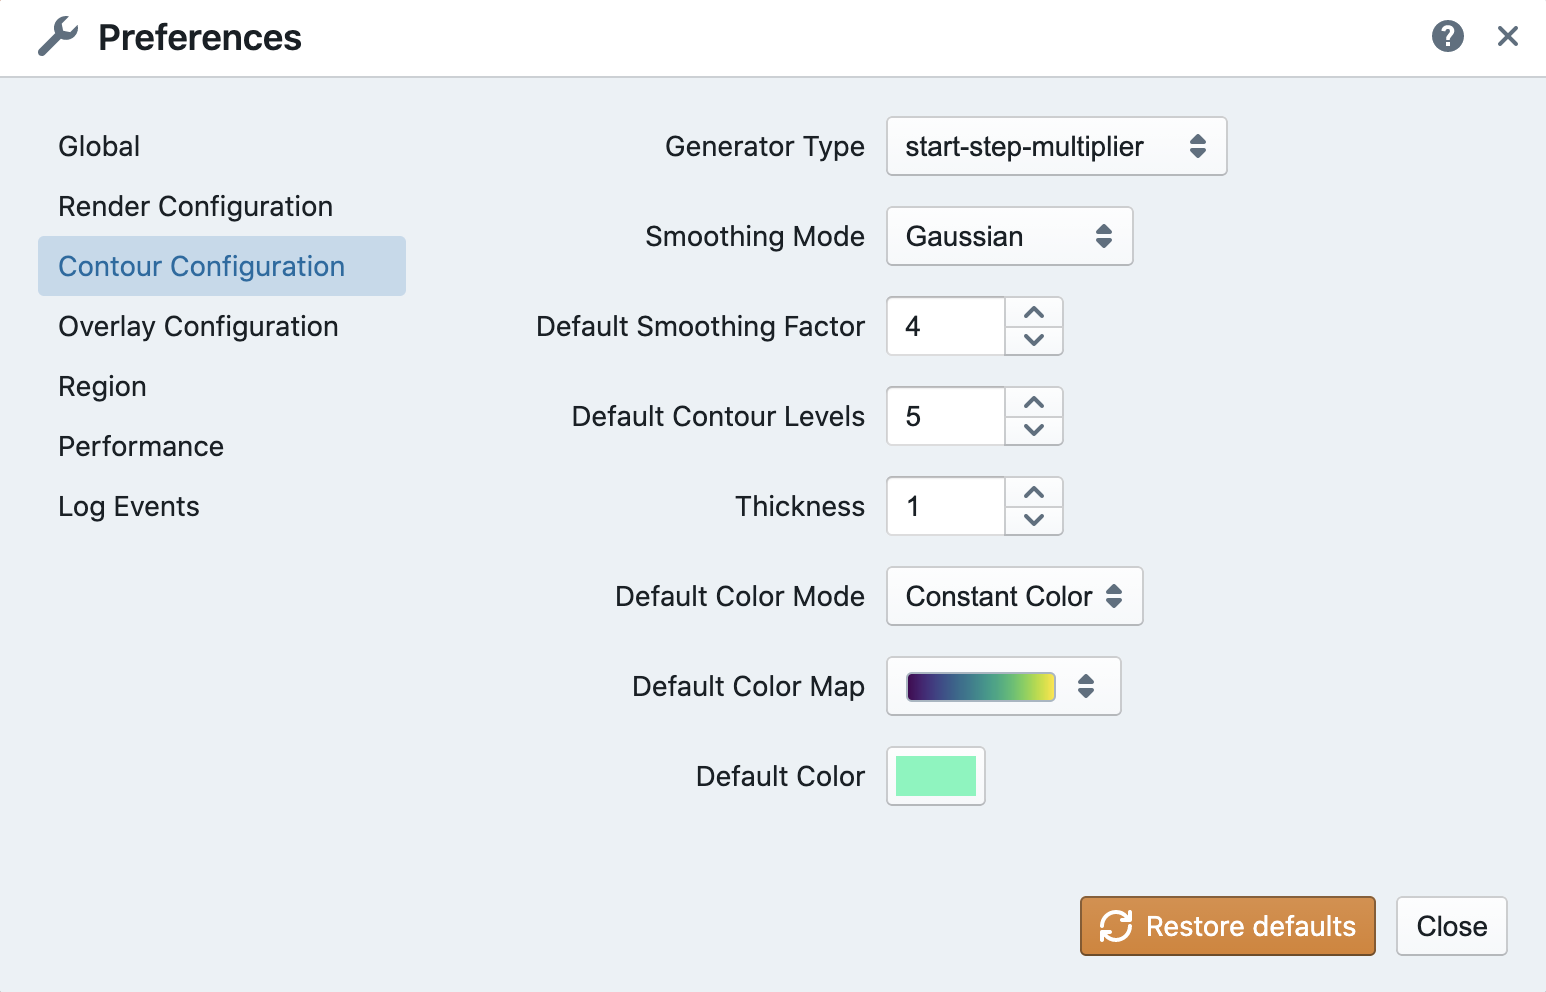 Preferences
Global
Render Configuration
Contour Configuration
Overlay Configuration
Region
Performance
Log Events
Generator Type start-step-multiplier
Smoothing Mode Gaussian
Default Smoothing Factor 4
Default Contour Levels 5
Thickness 1
Default Color Mode Constant Color
Default Color Map
Default Color
Restore defaults Close